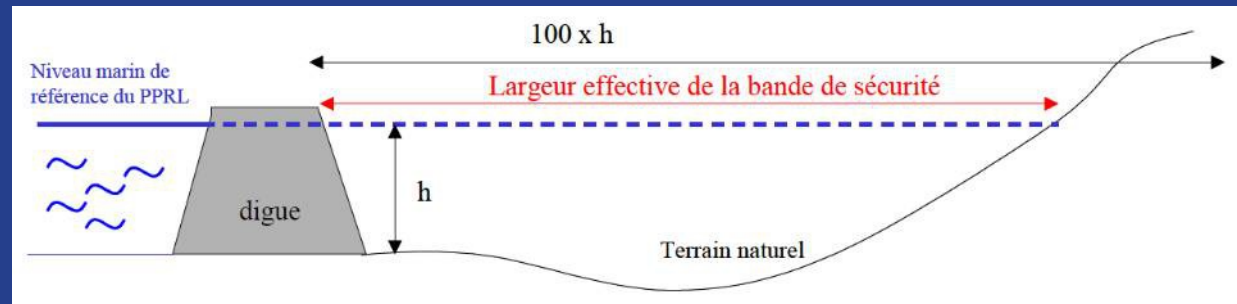 100 x h
Niveau marin de
référence du PPRL
Largeur effective de la bande de sécurité
h
digue
Terrain naturel